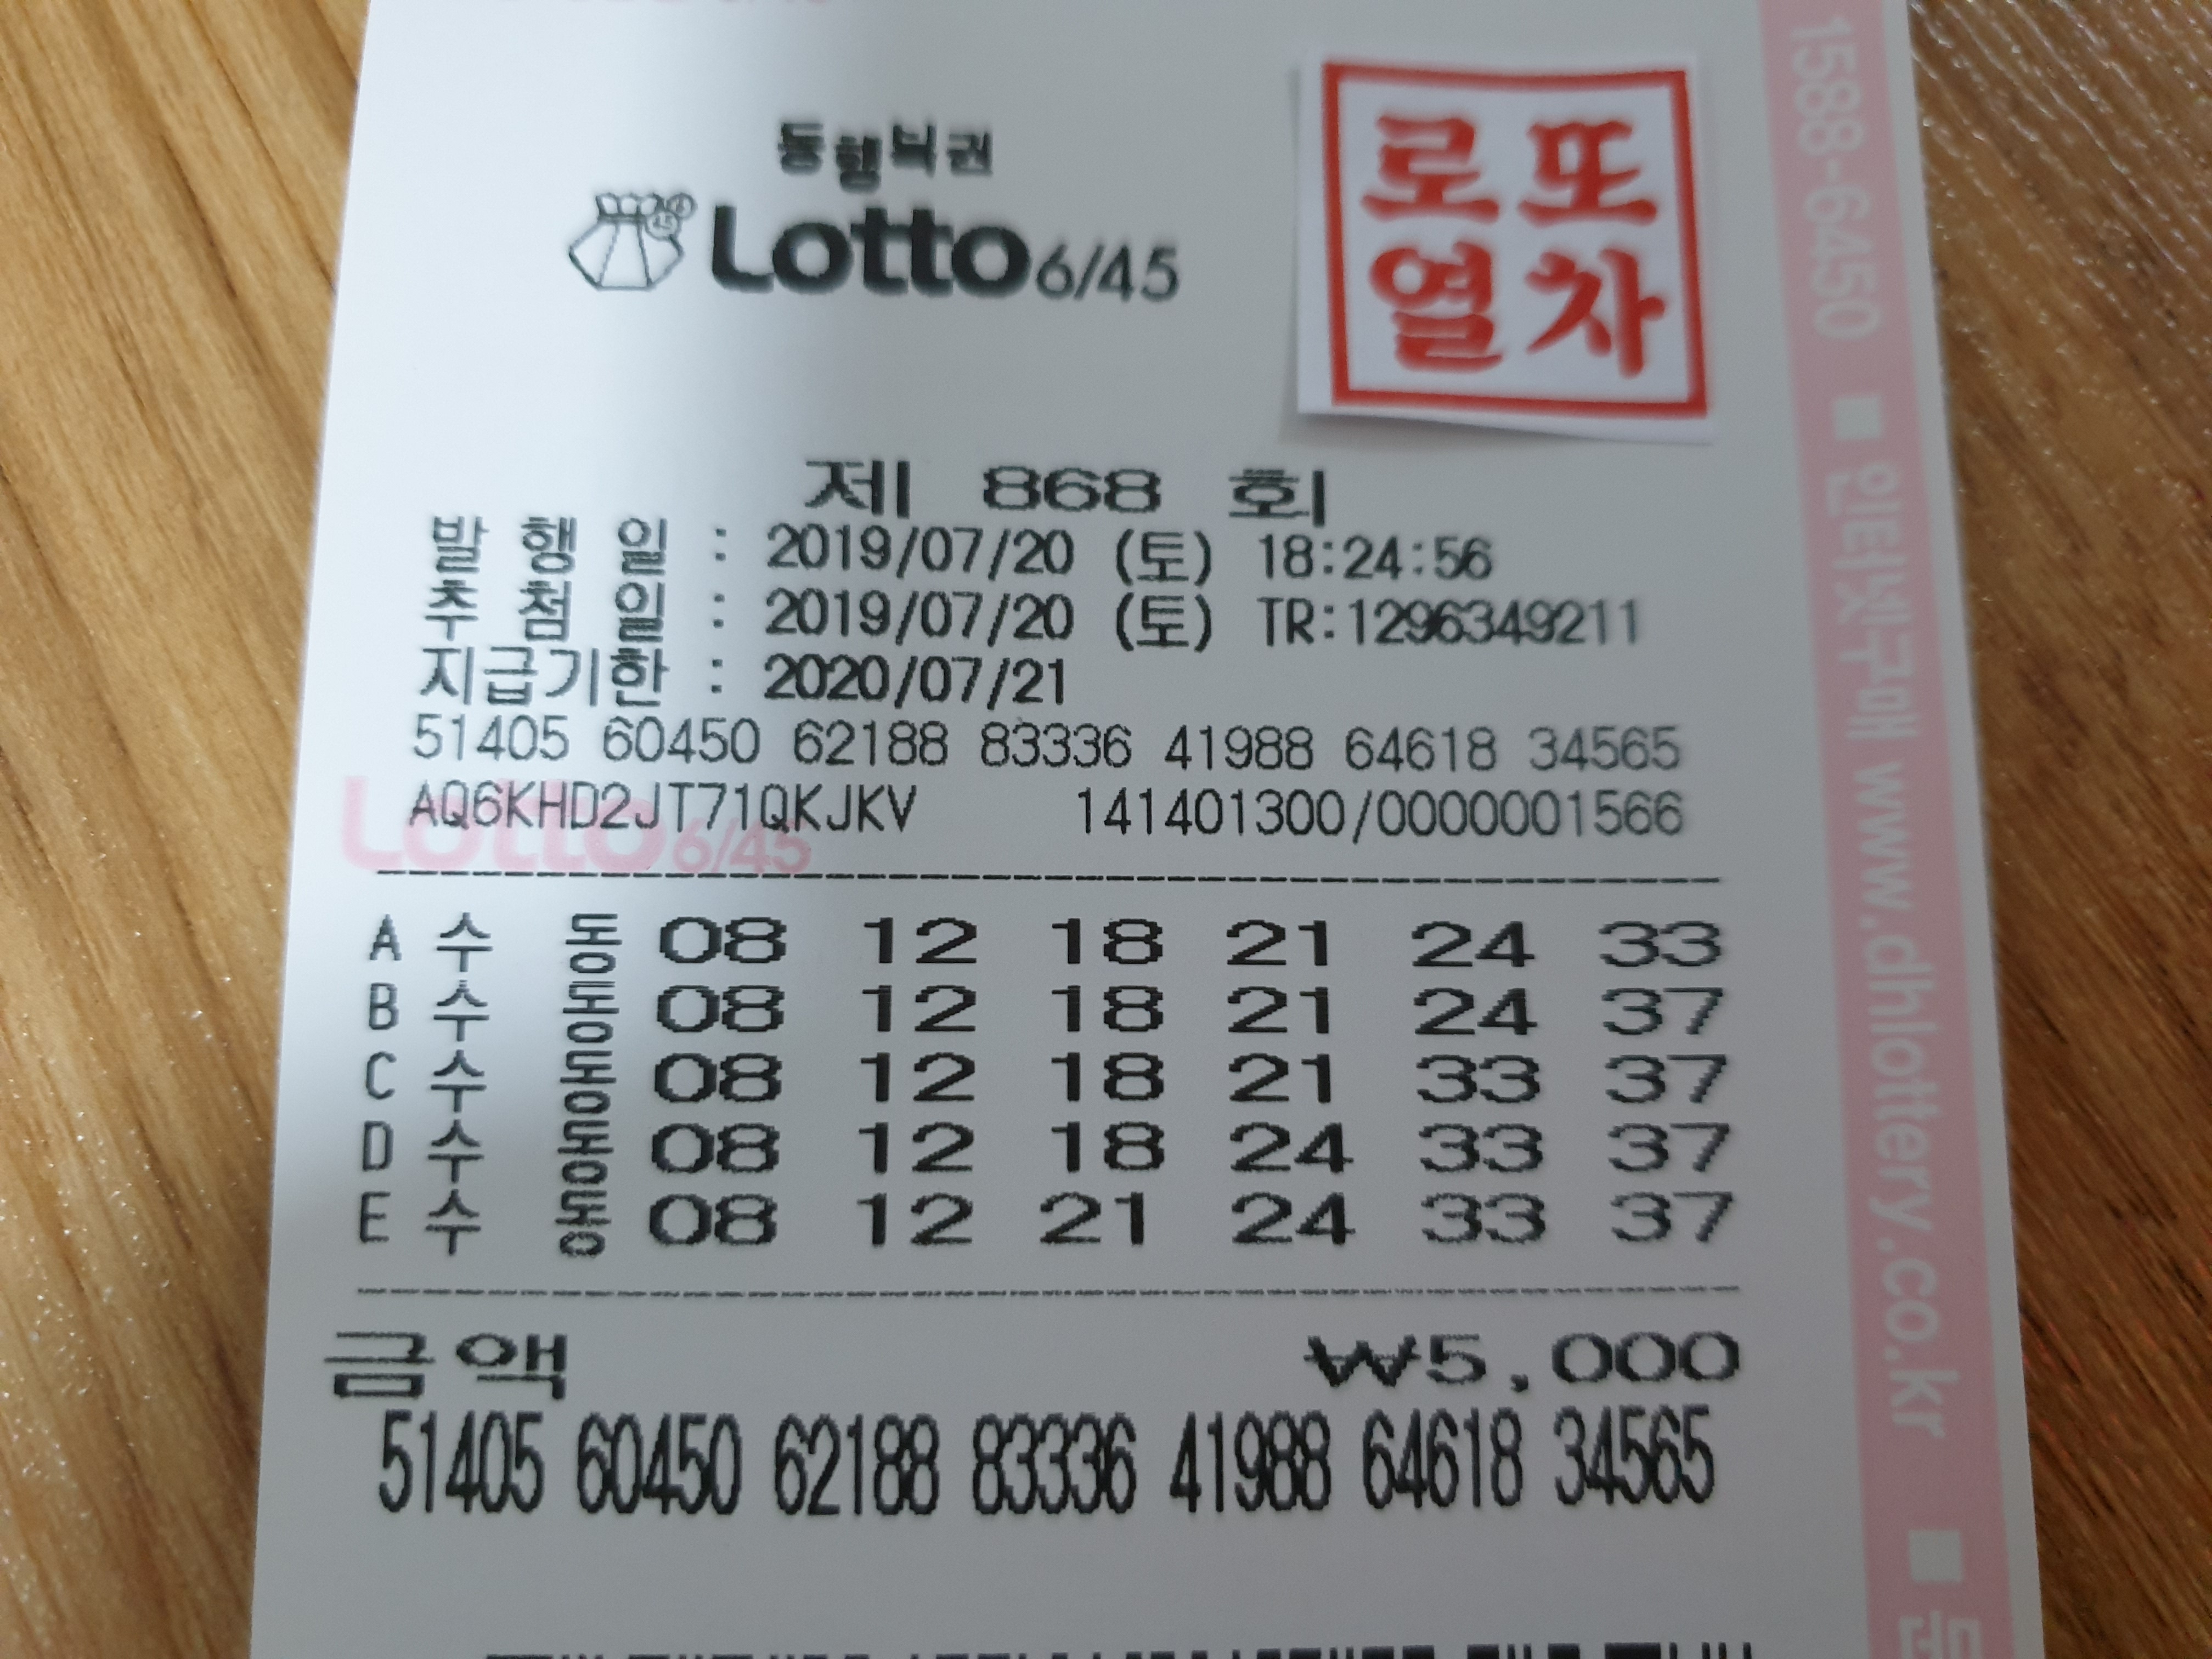 동행복권
Lotto 6/45
로또
열차
제 868 회
발 행 일 : 2019/07/20 (토) 18:24:56
추 첨 일 : 2019/07/20 (토) TR:1296349211
지급기한 : 2020/07/21
51405 60450 62188 83336 41988 64618 34565
AQ6KHD2JT71QKJKV 141401300/0000001566
Lotto 6/45
A 수 동 08 12 18 21 24 33
B 수 동 08 12 18 21 24 37
C 수 동 08 12 18 21 33 37
D 수 동 08 12 18 24 33 37
E 수 동 08 12 21 24 33 37
금액 ₩5,000
51405 60450 62188 83336 41988 64618 34565
1588-6450 ■ 인터넷구매 www.dhlottery.co.kr ■